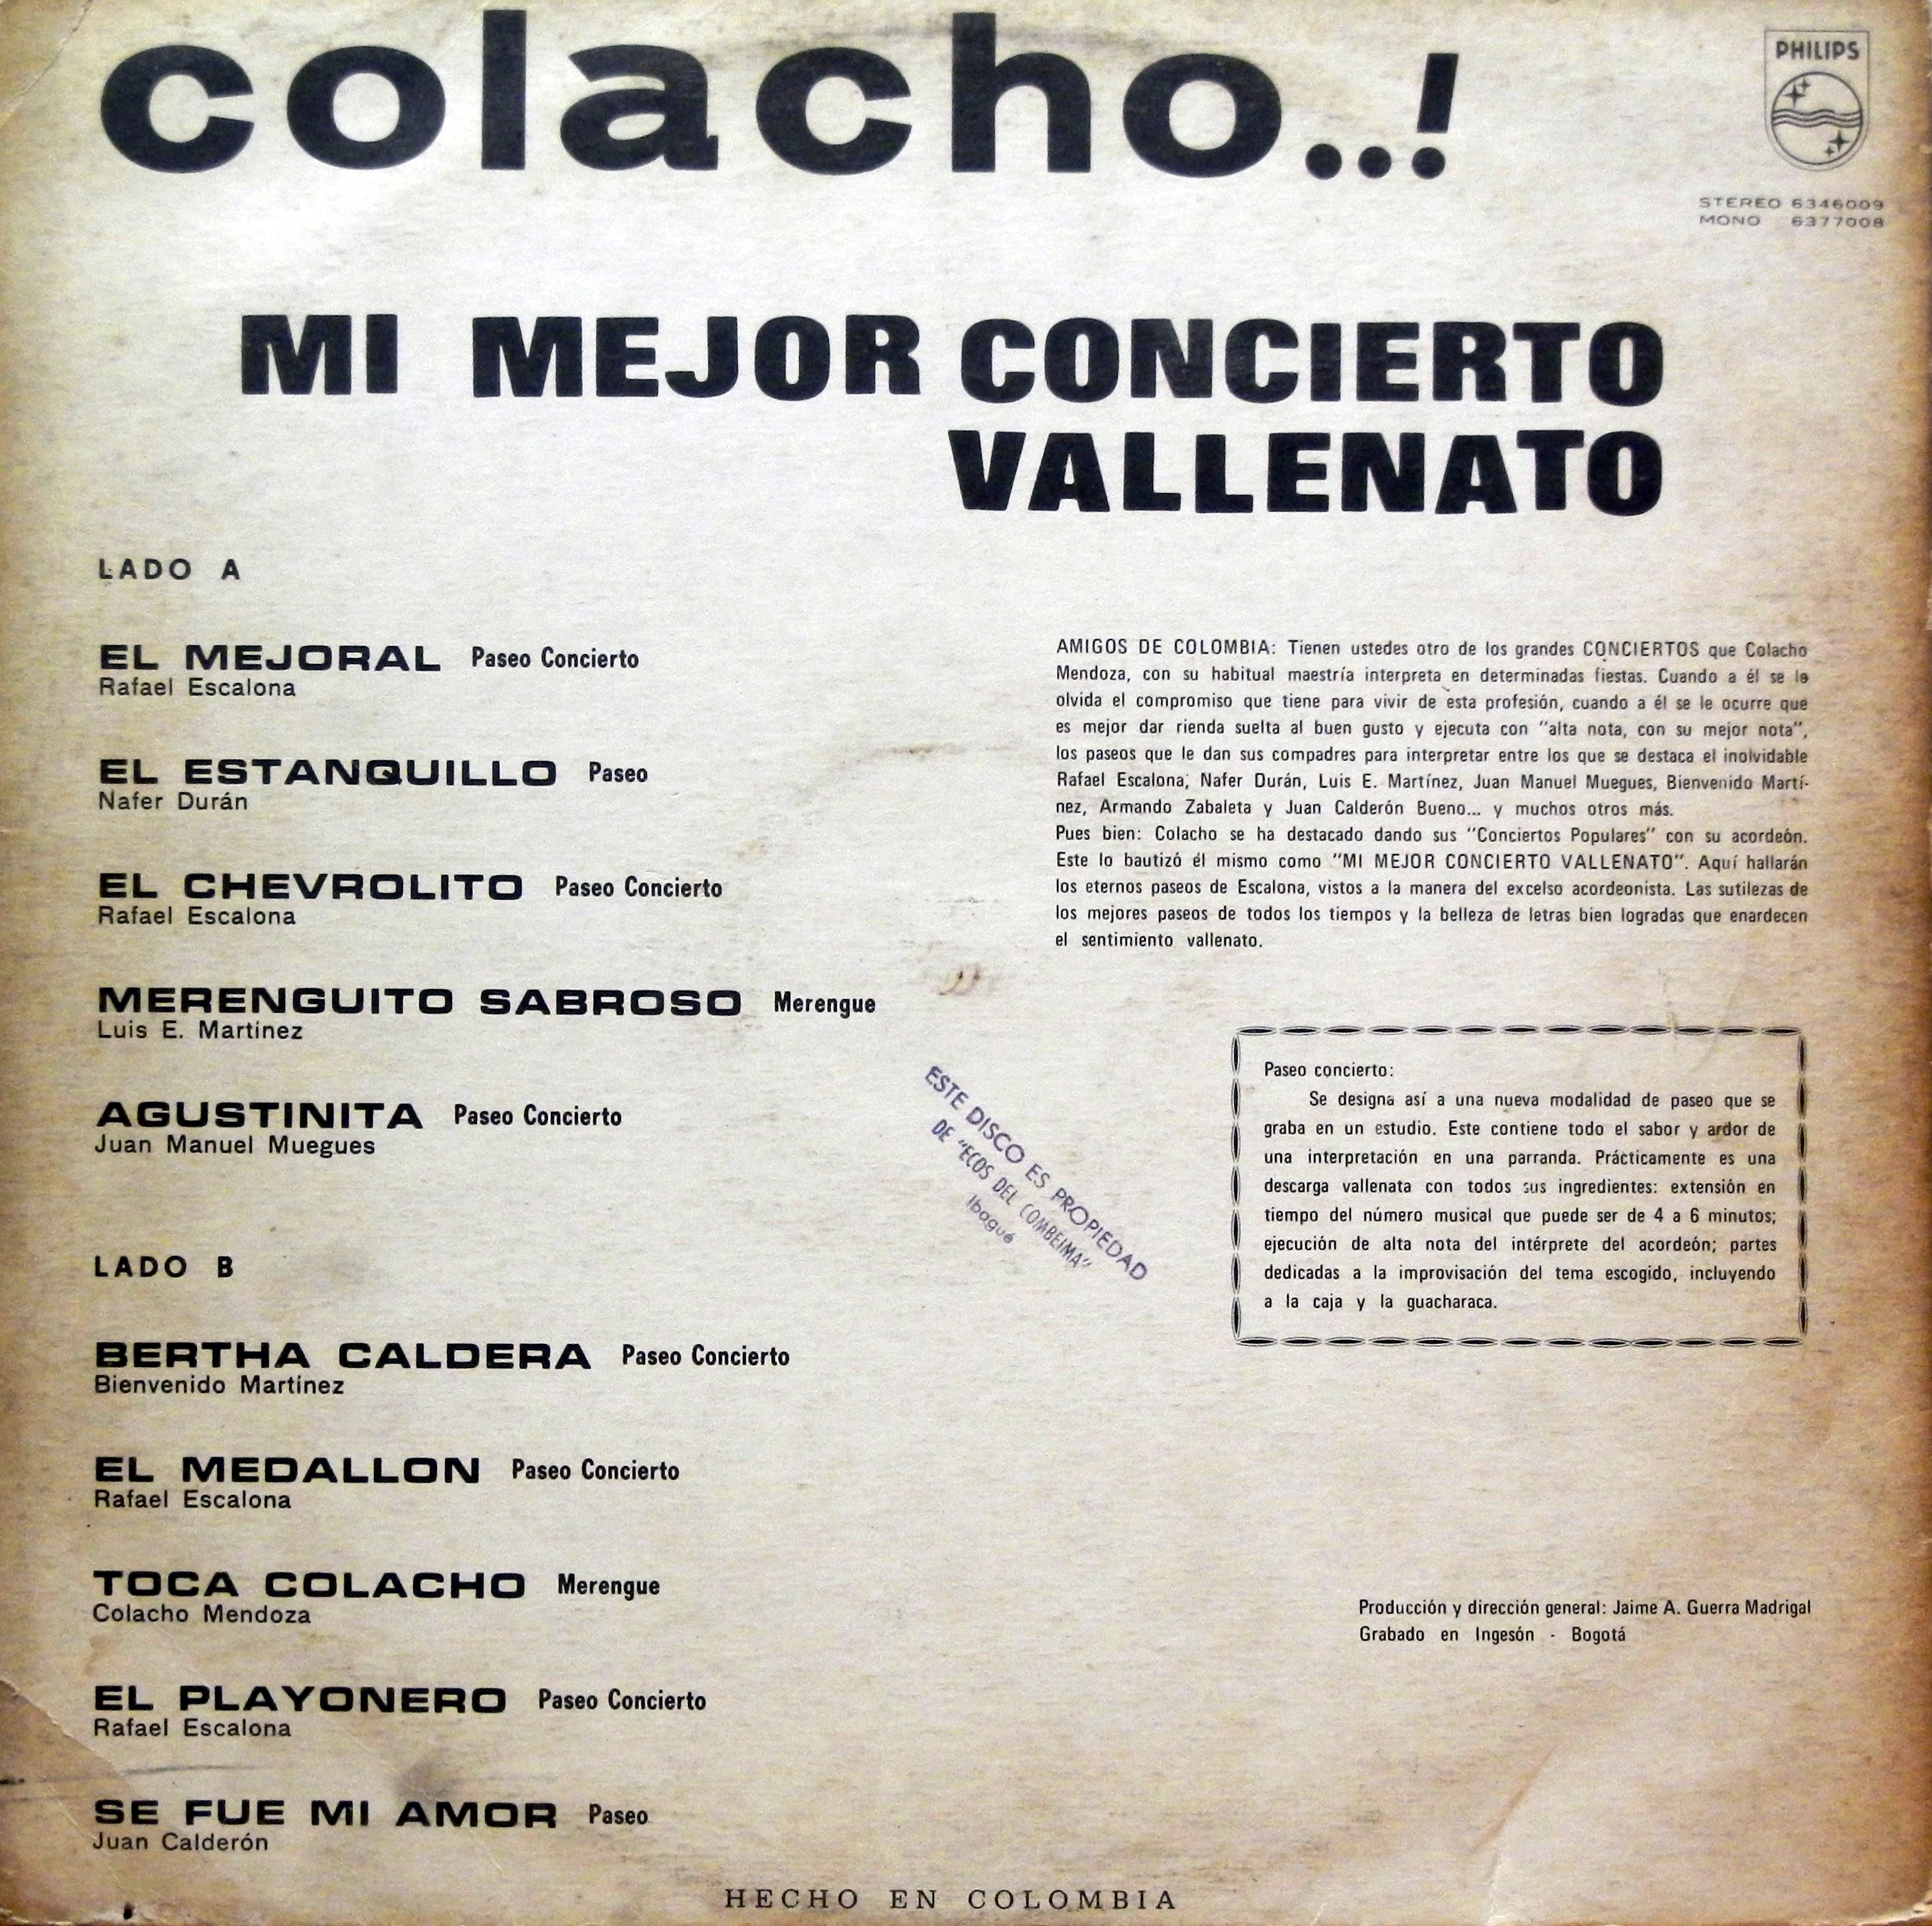 colacho..!
PHILIPS
STEREO 6346009
MONO 6377008
MI MEJOR CONCIERTO
VALLENATO
LADO A
EL MEJORAL Paseo Concierto
Rafael Escalona
EL ESTANQUILLO Paseo
Nafer Durán
EL CHEVROLITO Paseo Concierto
Rafael Escalona
MERENGUITO SABROSO Merengue
Luis E. Martínez
AGUSTINITA Paseo Concierto
Juan Manuel Muegues
LADO B
BERTHA CALDERA Paseo Concierto
Bienvenido Martínez
EL MEDALLON Paseo Concierto
Rafael Escalona
TOCA COLACHO Merengue
Colacho Mendoza
EL PLAYONERO Paseo Concierto
Rafael Escalona
SE FUE MI AMOR Paseo
Juan Calderón
AMIGOS DE COLOMBIA: Tienen ustedes otro de los grandes CONCIERTOS que Colacho
Mendoza, con su habitual maestría interpreta en determinadas fiestas. Cuando a él se le
olvida el compromiso que tiene para vivir de esta profesión, cuando a él se le ocurre que
es mejor dar rienda suelta al buen gusto y ejecuta con "alta nota, con su mejor nota",
los paseos que le dan sus compadres para interpretar entre los que se destaca el inolvidable
Rafael Escalona, Nafer Durán, Luis E. Martínez, Juan Manuel Muegues, Bienvenido Martí-
nez, Armando Zabaleta y Juan Calderón Bueno... y muchos otros más.
Pues bien: Colacho se ha destacado dando sus "Conciertos Populares" con su acordeón.
Este lo bautizó él mismo como "MI MEJOR CONCIERTO VALLENATO". Aquí hallarán
los eternos paseos de Escalona, vistos a la manera del excelso acordeonista. Las sutilezas de
los mejores paseos de todos los tiempos y la belleza de letras bien logradas que enardecen
el sentimiento vallenato.
ESTE DISCO ES PROPIEDAD
DE "ECOS DEL COMBEIMA"
Ibagué
Paseo concierto:
Se designa así a una nueva modalidad de paseo que se
graba en un estudio. Este contiene todo el sabor y ardor de
una interpretación en una parranda. Prácticamente es una
descarga vallenata con todos sus ingredientes: extensión en
tiempo del número musical que puede ser de 4 a 6 minutos;
ejecución de alta nota del intérprete del acordeón; partes
dedicadas a la improvisación del tema escogido, incluyendo
a la caja y la guacharaca.
Producción y dirección general: Jaime A. Guerra Madrigal
Grabado en Ingesón - Bogotá
HECHO EN COLOMBIA